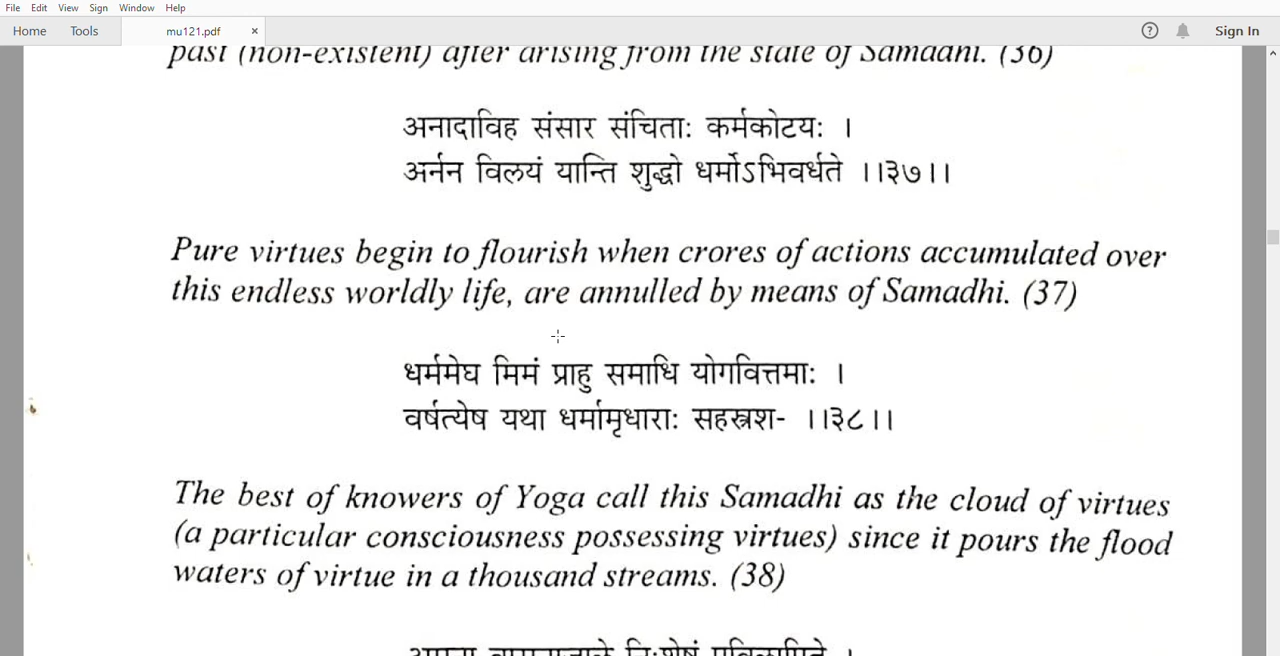 File Edit View Sign Window Help
Home Tools mu121.pdf × ? Sign In
past (non-existent) after arising from the state of Samadhi. (36)
अनादाविह संसार संचिताः कर्मकोटयः ।
अर्नन विलयं यान्ति शुद्धो धर्मोऽभिवर्धते ।।३७।।
Pure virtues begin to flourish when crores of actions accumulated over
this endless worldly life, are annulled by means of Samadhi. (37)
धर्ममेघ मिमं प्राहु समाधि योगवित्तमाः ।
वर्षत्येष यथा धर्मामृधाराः सहस्त्रश- ।।३८।।
The best of knowers of Yoga call this Samadhi as the cloud of virtues
(a particular consciousness possessing virtues) since it pours the flood
waters of virtue in a thousand streams. (38)